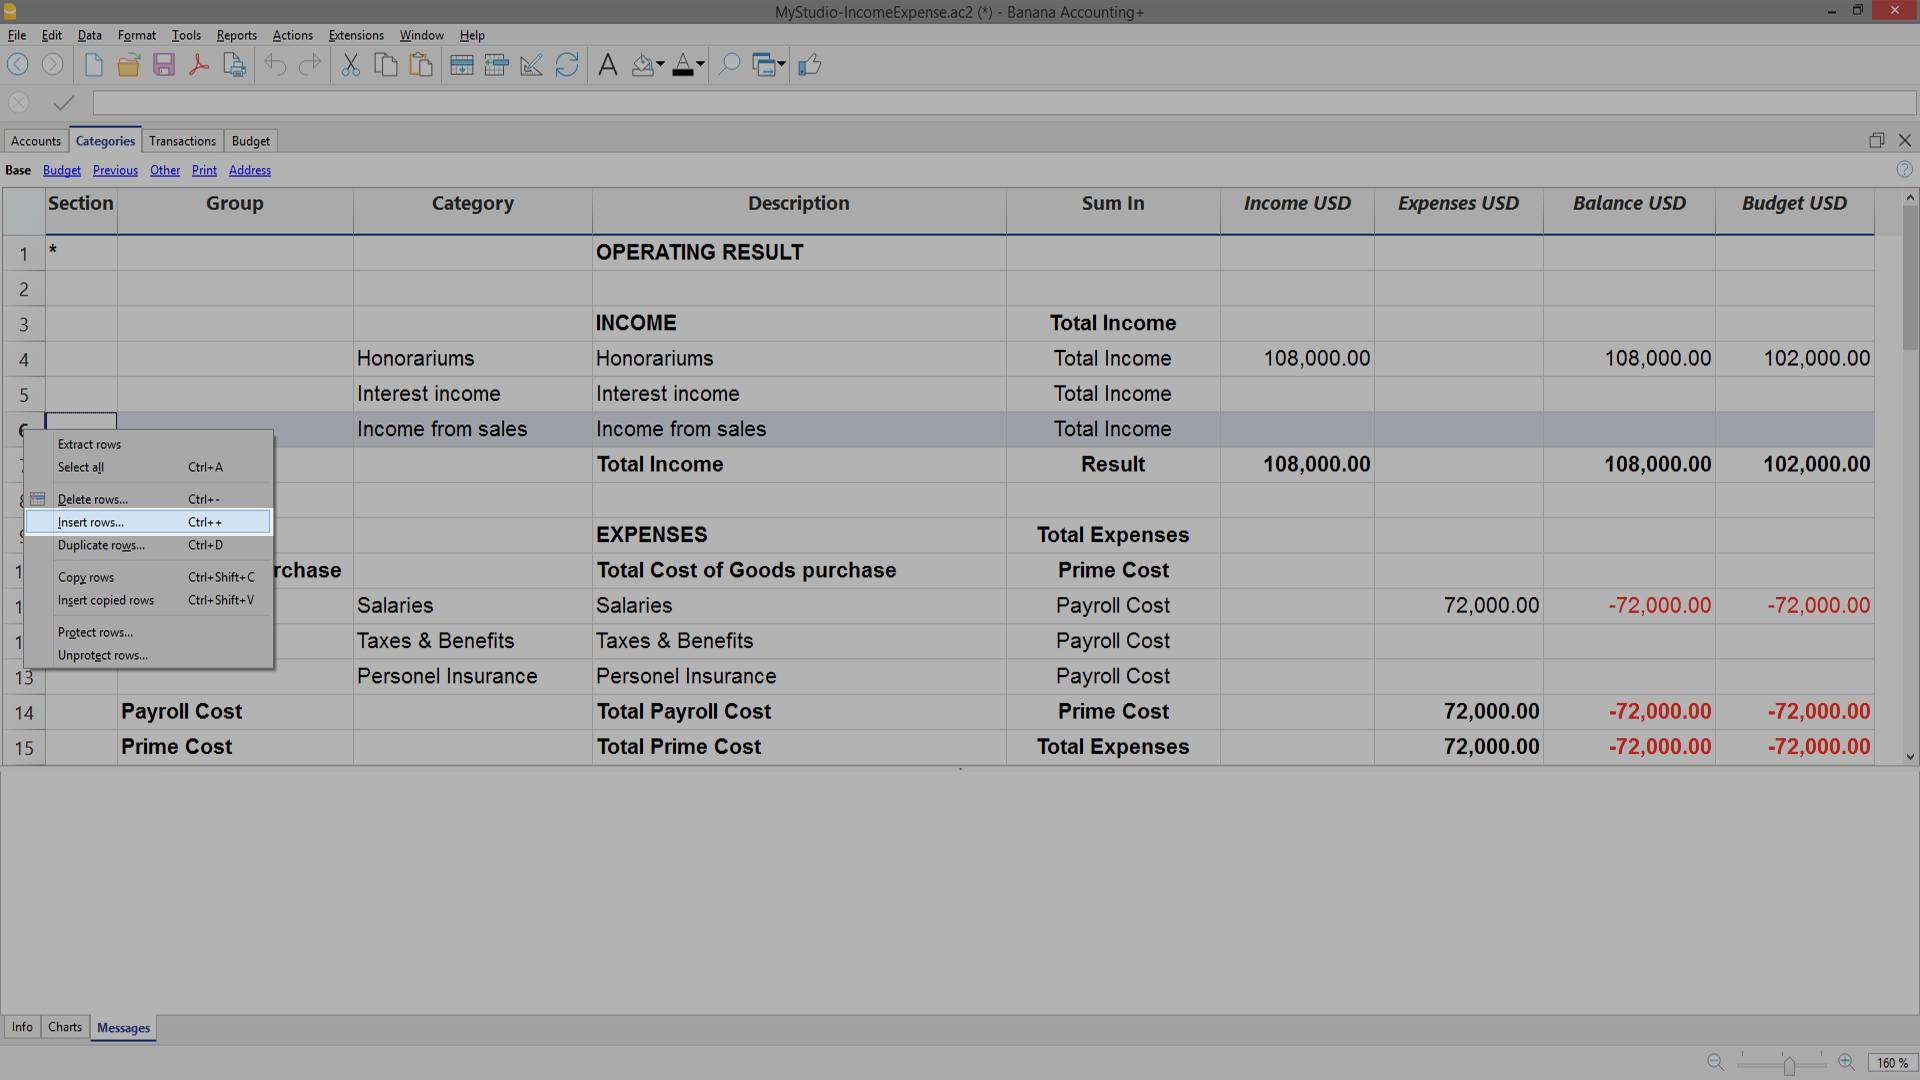 MyStudio-IncomeExpense.ac2 (*) - Banana Accounting+
File Edit Data Format Tools Reports Actions Extensions Window Help
Accounts Categories Transactions Budget
Base Budget Previous Other Print Address
Section Group Category Description Sum In Income USD Expenses USD Balance USD Budget USD
1 * OPERATING RESULT
2
3 INCOME Total Income
4 Honorariums Honorariums Total Income 108,000.00 108,000.00 102,000.00
5 Interest income Interest income Total Income
Income from sales Income from sales Total Income
Total Income Result 108,000.00 108,000.00 102,000.00
EXPENSES Total Expenses
rchase Total Cost of Goods purchase Prime Cost
Salaries Salaries Payroll Cost 72,000.00 -72,000.00 -72,000.00
Taxes & Benefits Taxes & Benefits Payroll Cost
13 Personel Insurance Personel Insurance Payroll Cost
14 Payroll Cost Total Payroll Cost Prime Cost 72,000.00 -72,000.00 -72,000.00
15 Prime Cost Total Prime Cost Total Expenses 72,000.00 -72,000.00 -72,000.00
Extract rows
Select all Ctrl+A
Delete rows... Ctrl+-
Insert rows... Ctrl++
Duplicate rows... Ctrl+D
Copy rows Ctrl+Shift+C
Insert copied rows Ctrl+Shift+V
Protect rows...
Unprotect rows...
Info Charts Messages
160 %